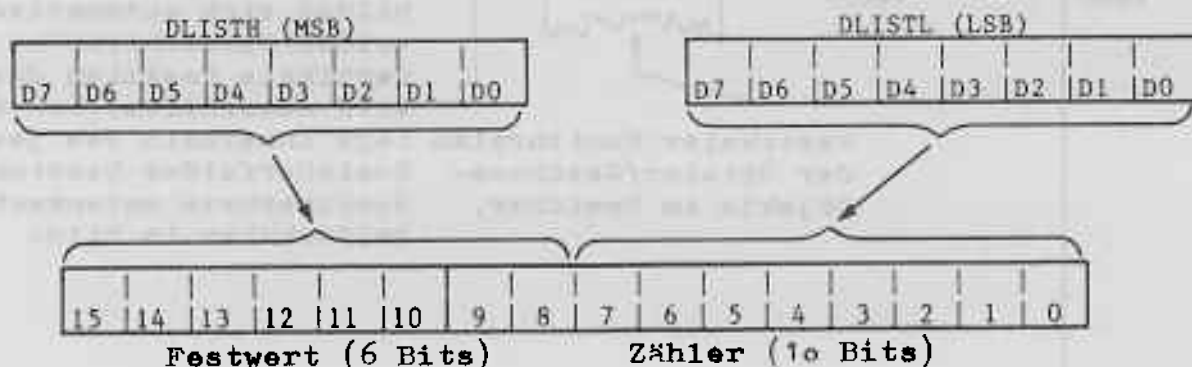 DLISTH (MSB) DLISTL (LSB)
D7 D6 D5 D4 D3 D2 D1 D0 D7 D6 D5 D4 D3 D2 D1 D0
15 14 13 12 11 10 9 8 7 6 5 4 3 2 1 0
Festwert (6 Bits) Zähler (1o Bits)